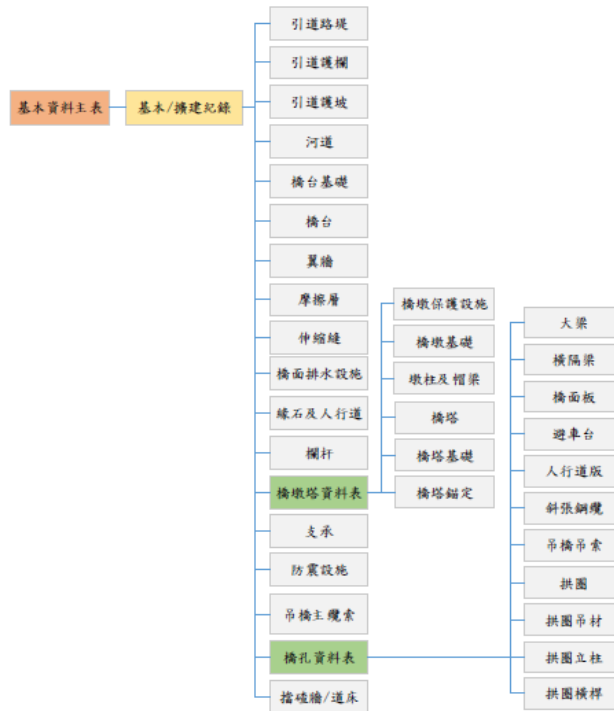 基本資料主表
基本/擴建紀錄
引道路堤
引道護欄
引道護坡
河道
橋台基礎
橋台
翼牆
摩擦層
伸縮縫
橋面排水設施
緣石及人行道
欄杆
橋墩塔資料表
支承
防震設施
吊橋主纜索
橋孔資料表
擋碴牆/道床
橋墩保護設施
橋墩基礎
墩柱及帽梁
橋塔
橋塔基礎
橋塔錨定
大梁
橫隔梁
橋面板
避車台
人行道版
斜張鋼纜
吊橋吊索
拱圈
拱圈吊材
拱圈立柱
拱圈橫桿